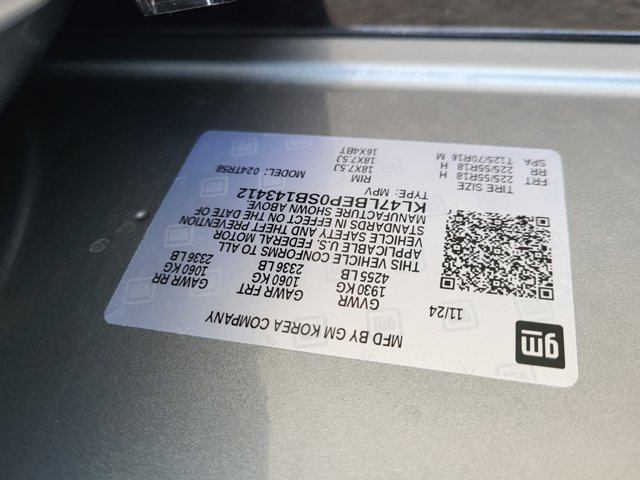 gm
MFD BY GM KOREA COMPANY
11/24 GVWR GAWR FRT GAWR RR
1930 KG 1060 KG 1060 KG
4255 LB 2336 LB 2336 LB
THIS VEHICLE CONFORMS TO ALL
APPLICABLE U.S. FEDERAL MOTOR
VEHICLE SAFETY AND THEFT PREVENTION
STANDARDS IN EFFECT ON THE DATE OF
MANUFACTURE SHOWN ABOVE.
KL47LBEP0SB143412
TYPE: MPV MODEL: 024TR58
TIRE SIZE RIM
FRT 225/55R18 H 18X7.5J
RR 225/55R18 H 18X7.5J
SPA T125/70R16 M 16X4BT